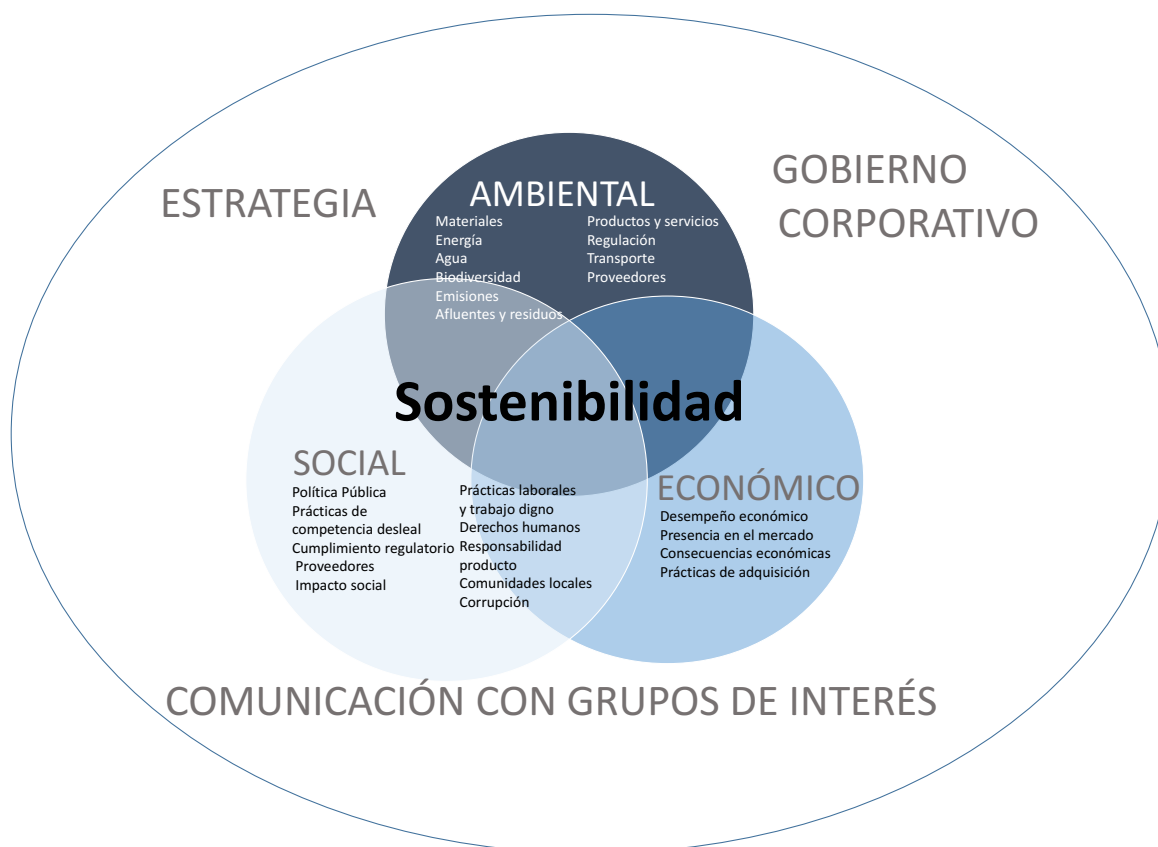 ESTRATEGIA
GOBIERNO
CORPORATIVO
AMBIENTAL
Materiales
Energía
Agua
Biodiversidad
Emisiones
Afluentes y residuos
Productos y servicios
Regulación
Transporte
Proveedores
Sostenibilidad
SOCIAL
Política Pública
Prácticas de
competencia desleal
Cumplimiento regulatorio
Proveedores
Impacto social
Prácticas laborales
y trabajo digno
Derechos humanos
Responsabilidad
producto
Comunidades locales
Corrupción
ECONÓMICO
Desempeño económico
Presencia en el mercado
Consecuencias económicas
Prácticas de adquisición
COMUNICACIÓN CON GRUPOS DE INTERÉS